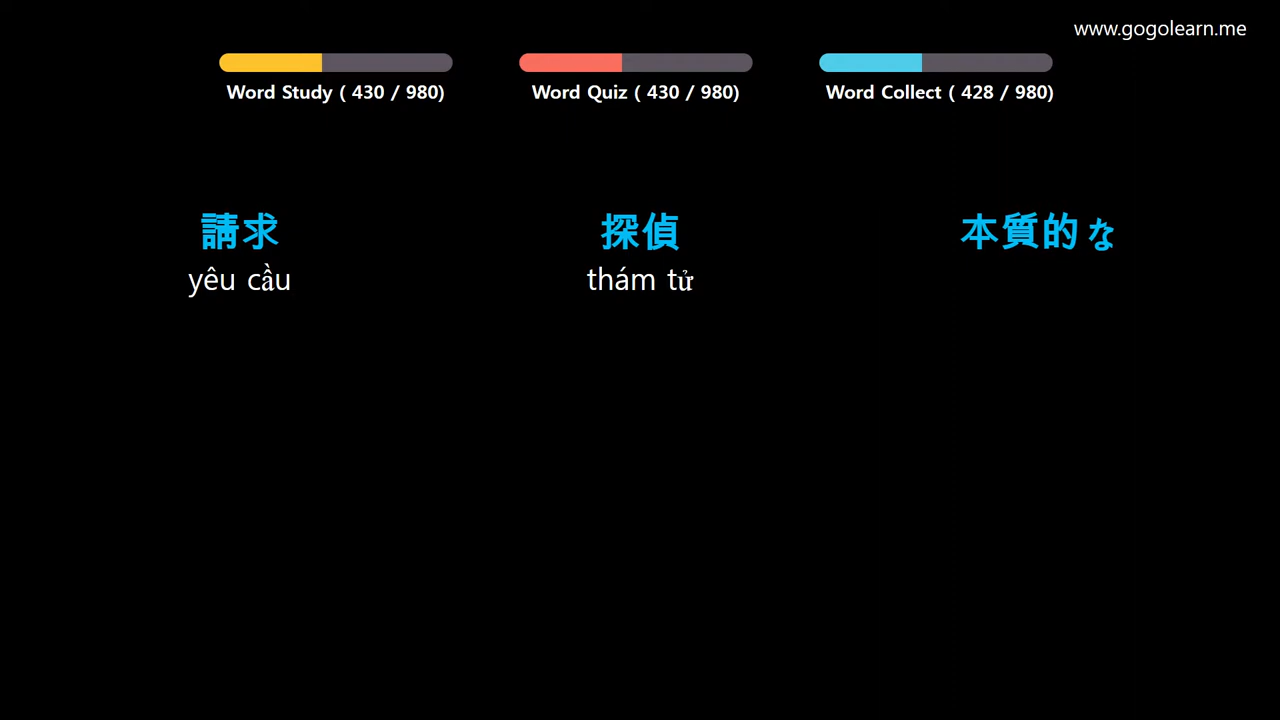 www.gogolearn.me
Word Study ( 430 / 980)
Word Quiz ( 430 / 980)
Word Collect ( 428 / 980)
請求
yêu cầu
探偵
thám tử
本質的な